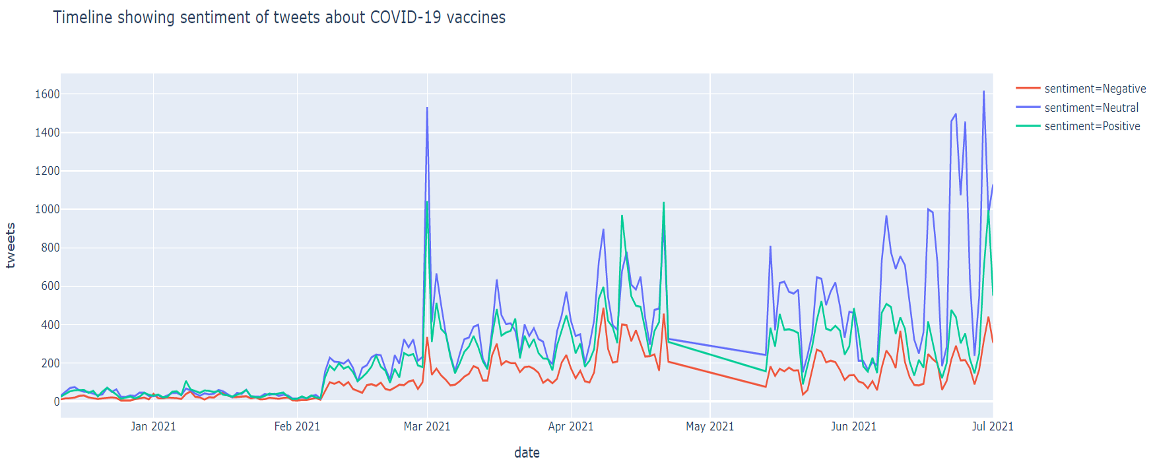 Timeline showing sentiment of tweets about COVID-19 vaccines
1600
1400
1200
1000
800
600
400
200
0
tweets
Jan 2021
Feb 2021
Mar 2021
Apr 2021
May 2021
Jun 2021
Jul 2021
date
sentiment=Negative
sentiment=Neutral
sentiment=Positive